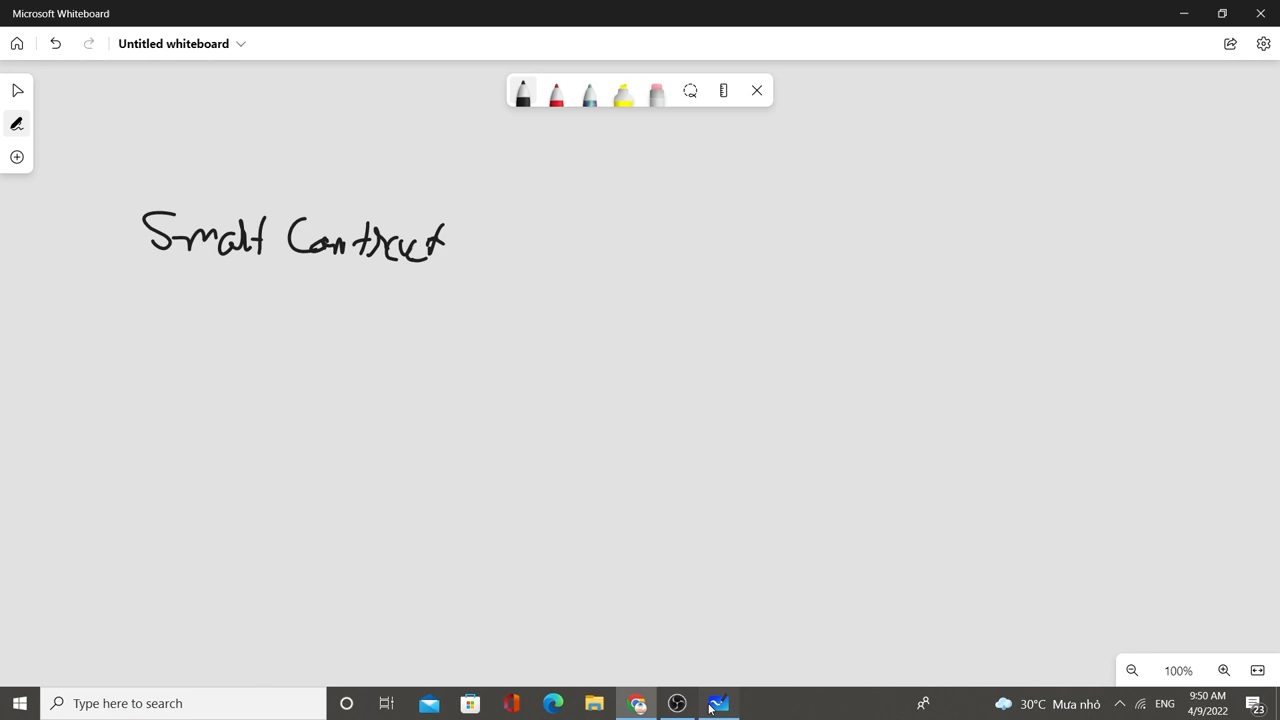 Microsoft Whiteboard
Untitled whiteboard
Smart Contract
100%
Type here to search
30°C Mưa nhỏ
ENG
9:50 AM
4/9/2022
23